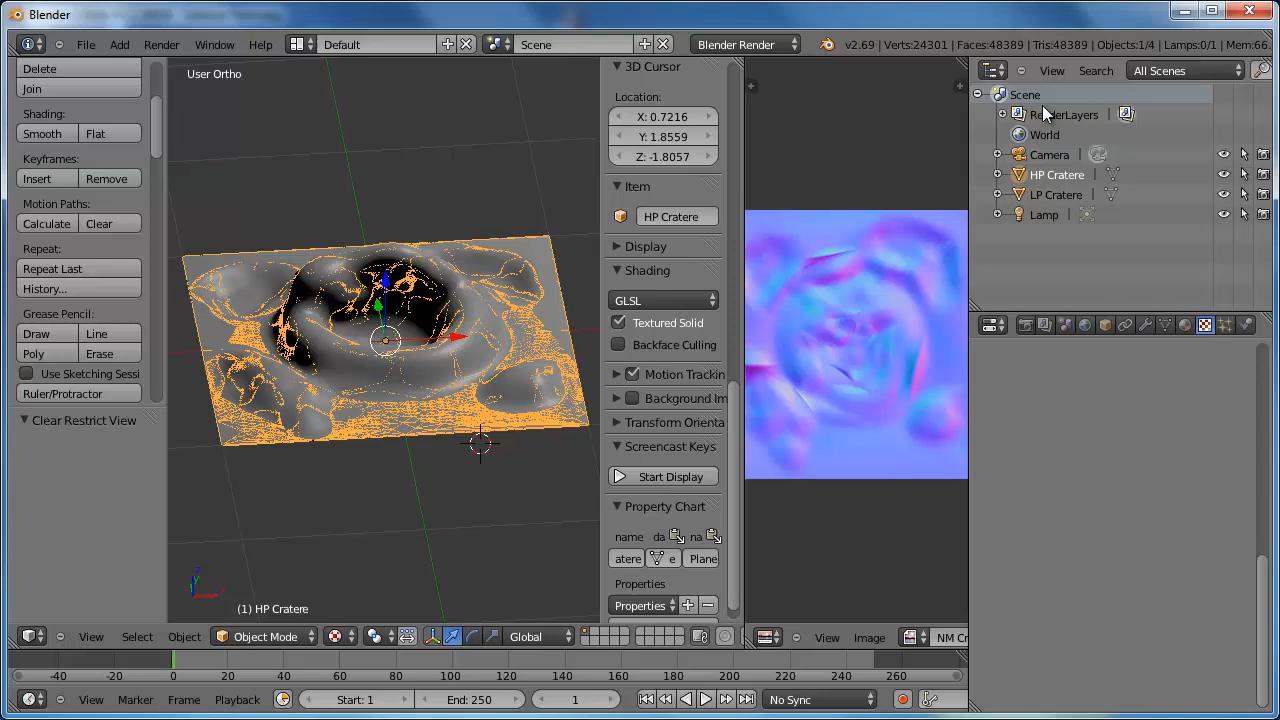 Blender
File Add Render Window Help Default Scene Blender Render v2.69 | Verts:24301 | Faces:48389 | Tris:48389 | Objects:1/4 | Lamps:0/1 | Mem:66.
Delete
Join
Shading:
Smooth Flat
Keyframes:
Insert Remove
Motion Paths:
Calculate Clear
Repeat:
Repeat Last
History...
Grease Pencil:
Draw Line
Poly Erase
Use Sketching Sessi
Ruler/Protractor
Clear Restrict View
User Ortho
(1) HP Cratere
3D Cursor
Location:
X: 0.7216
Y: 1.8559
Z: -1.8057
Item
HP Cratere
Display
Shading
GLSL
Textured Solid
Backface Culling
Motion Trackin
Background Im
Transform Orienta
Screencast Keys
Start Display
Property Chart
name da na
atere e Plane
Properties
Properties
View Search All Scenes
Scene
RenderLayers |
World
Camera |
HP Cratere |
LP Cratere |
Lamp |
View Select Object Object Mode Global
View Image NM Cr
-40 -20 0 20 40 60 80 100 120 140 160 180 200 220 240 260
View Marker Frame Playback Start: 1 End: 250 1 No Sync